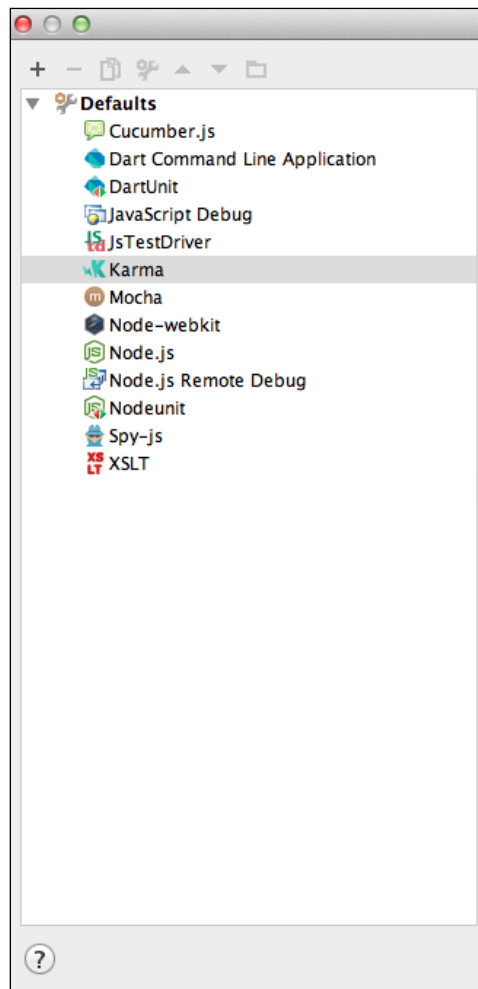 Defaults
Cucumber.js
Dart Command Line Application
DartUnit
JavaScript Debug
JsTestDriver
Karma
Mocha
Node-webkit
Node.js
Node.js Remote Debug
Nodeunit
Spy-js
XSLT
?